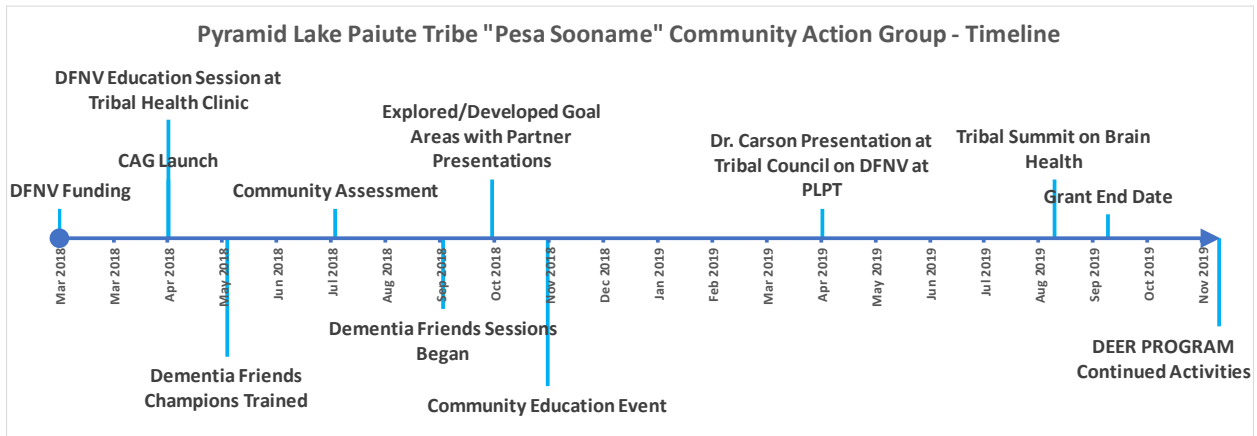 Pyramid Lake Paiute Tribe "Pesa Sooname" Community Action Group - Timeline
DFNV Education Session at
Tribal Health Clinic
CAG Launch
DFNV Funding
Community Assessment
Explored/Developed Goal
Areas with Partner
Presentations
Dr. Carson Presentation at
Tribal Council on DFNV at
PLPT
Tribal Summit on Brain
Health
Grant End Date
Mar 2018
Mar 2018
Apr 2018
May 2018
Jun 2018
Jul 2018
Aug 2018
Sep 2018
Oct 2018
Nov 2018
Dec 2018
Jan 2019
Feb 2019
Mar 2019
Apr 2019
May 2019
Jun 2019
Jul 2019
Aug 2019
Sep 2019
Oct 2019
Nov 2019
Dementia Friends
Champions Trained
Dementia Friends Sessions
Began
Community Education Event
DEER PROGRAM
Continued Activities